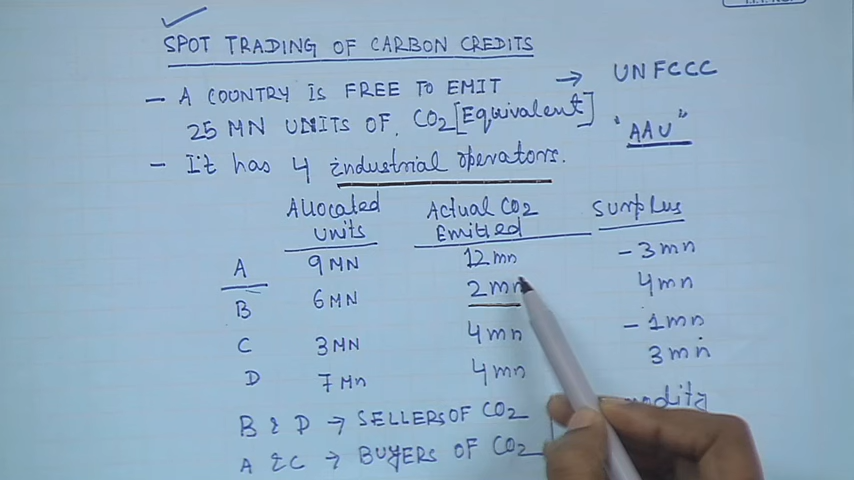 SPOT TRADING OF CARBON CREDITS
– A COUNTRY IS FREE TO EMIT → UNFCCC
25 MN UNITS OF CO2 [Equivalent] "AAU"
– It has 4 industrial operators.
Allocated Units Actual CO2 Emitted Surplus
A 9 MN 12 mn – 3 mn
B 6 MN 2 mn 4 mn
C 3 MN 4 mn – 1 mn
D 7 Mn 4 mn 3 mn
B & D → SELLERS OF CO2
A & C → BUYERS OF CO2